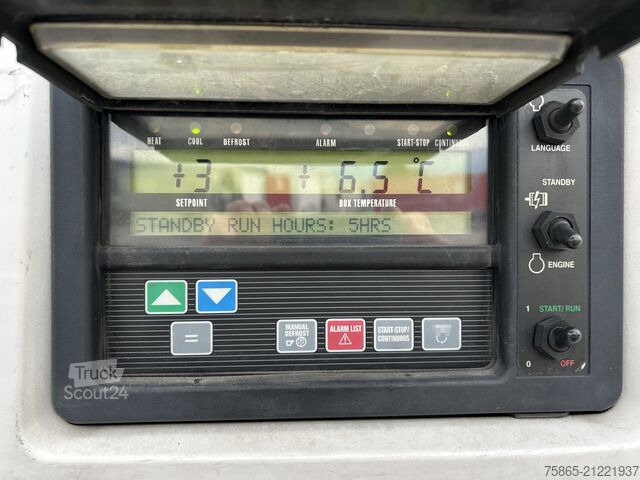 HEAT COOL DEFROST ALARM START-STOP CONTINUOUS
+3 + 6.5 °C
SETPOINT BOX TEMPERATURE
STANDBY RUN HOURS: 5HRS
LANGUAGE
STANDBY
ENGINE
1 START/RUN
0 OFF
=
MANUAL DEFROST
ALARM LIST
START-STOP/ CONTINUOUS
Truck
Scout24
75865-21221937